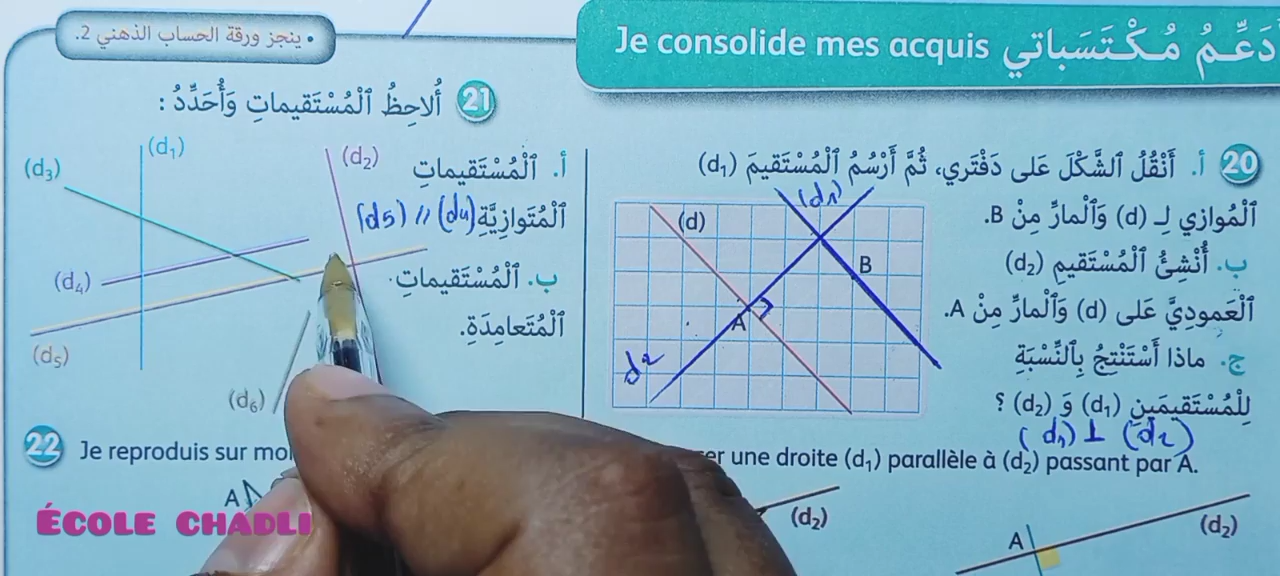 دَعِّمُ مُكْتَسَباتي Je consolide mes acquis
• ينجز ورقة الحساب الذهني 2.
20 أ. أَنْقُلُ ٱلشَّكْلَ عَلى دَفْتَري، ثُمَّ أَرْسُمُ ٱلْمُسْتَقيمَ (d₁)
ٱلْمُوازي لِـ (d) وَٱلْمارَّ مِنْ B.
ب. أُنْشِئُ ٱلْمُسْتَقيمَ (d₂)
ٱلْعَمودِيَّ عَلى (d) وَٱلْمارَّ مِنْ A.
ج. ماذا أَسْتَنْتِجُ بِٱلنِّسْبَةِ
لِلْمُسْتَقيمَيْنِ (d₁) وَ (d₂) ؟
(d₁) ⊥ (d₂)
(d)
(d₁)
B
A
d₂
21 أُلاحِظُ ٱلْمُسْتَقيماتِ وَأُحَدِّدُ :
أ. ٱلْمُسْتَقيماتِ
ٱلْمُتَوازِيَّةِ (d₅) // (d₄)
ب. ٱلْمُسْتَقيماتِ
ٱلْمُتَعامِدَةِ.
(d₁)
(d₂)
(d₃)
(d₄)
(d₅)
(d₆)
22 Je reproduis sur
er une droite (d₁) parallèle à (d₂) passant par A.
A
(d₂)
A
(d₂)
ÉCOLE CHADLI